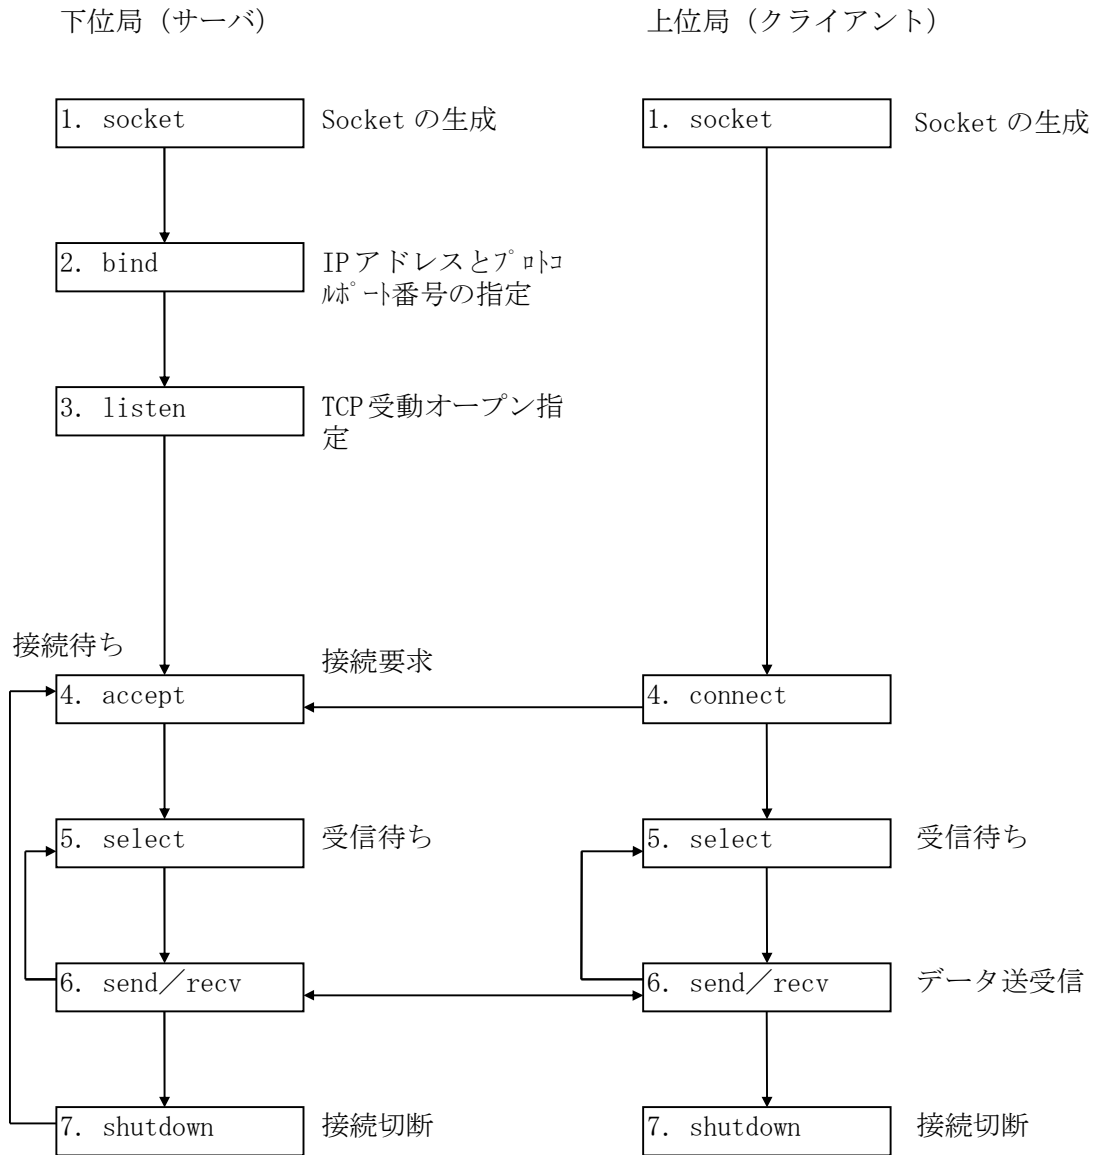 下位局（サーバ）
上位局（クライアント）
1. socket
Socket の生成
1. socket
Socket の生成
2. bind
IPアドレスとﾌﾟﾛﾄｺ
ﾙﾎﾟｰﾄ番号の指定
3. listen
TCP受動オープン指
定
接続待ち
接続要求
4. accept
4. connect
5. select
受信待ち
5. select
受信待ち
6. send／recv
6. send／recv
データ送受信
7. shutdown
接続切断
7. shutdown
接続切断